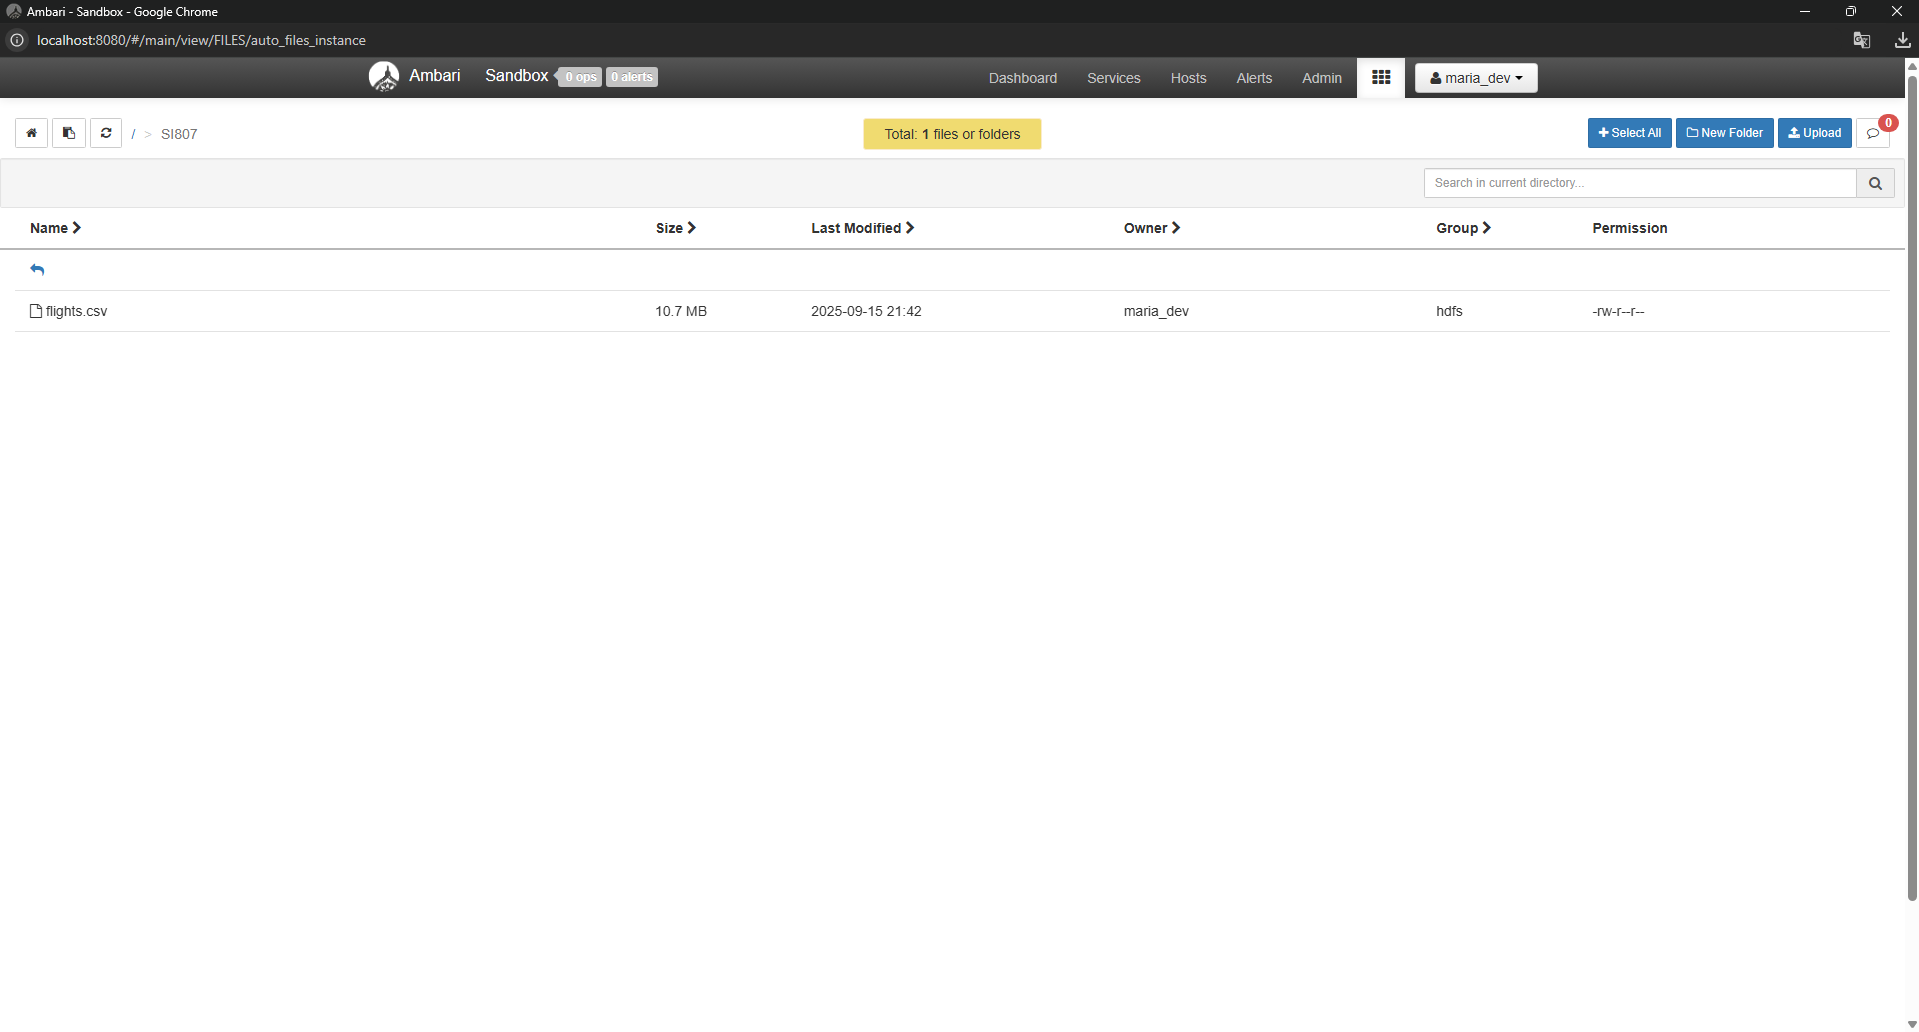 Ambari - Sandbox - Google Chrome
localhost:8080/#/main/view/FILES/auto_files_instance
Ambari Sandbox 0 ops 0 alerts Dashboard Services Hosts Alerts Admin maria_dev
/ > SI807 Total: 1 files or folders Select All New Folder Upload 0
Search in current directory...
Name Size Last Modified Owner Group Permission
flights.csv 10.7 MB 2025-09-15 21:42 maria_dev hdfs -rw-r--r--